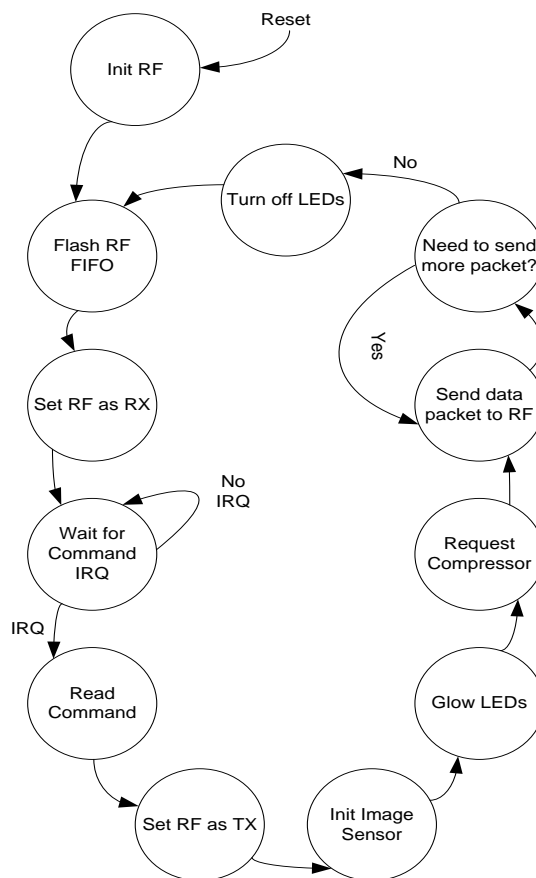 Reset
Init RF
No
Turn off LEDs
Flash RF
FIFO
Need to send
more packet?
Yes
Set RF as RX
Send data
packet to RF
No
IRQ
Wait for
Command
IRQ
Request
Compressor
IRQ
Read
Command
Glow LEDs
Set RF as TX
Init Image
Sensor